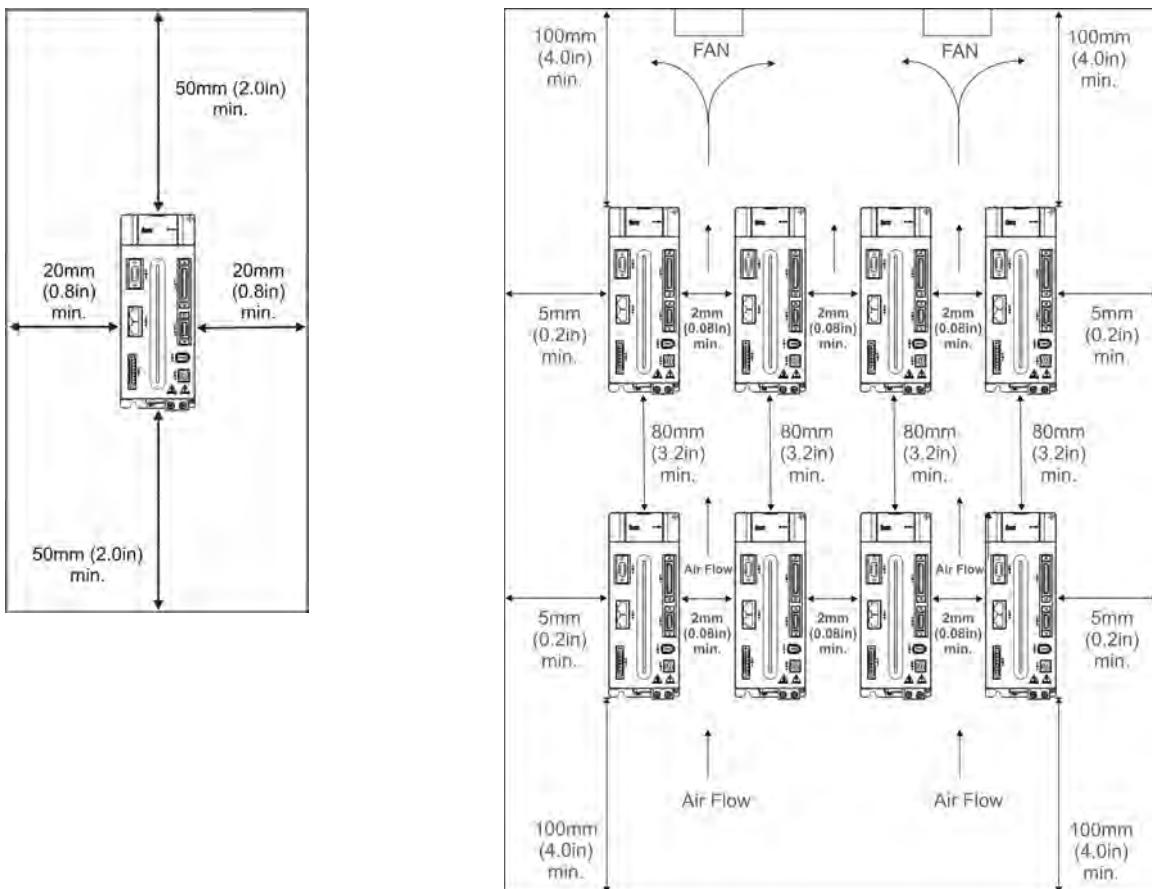 50mm (2.0in)
min.
20mm
(0.8in)
min.
20mm
(0.8in)
min.
50mm (2.0in)
min.
100mm
(4.0in)
min.
FAN
FAN
100mm
(4.0in)
min.
5mm
(0.2in)
min.
2mm
(0.08in)
min.
2mm
(0.08in)
min.
2mm
(0.08in)
min.
5mm
(0.2in)
min.
80mm
(3.2in)
min.
80mm
(3.2in)
min.
80mm
(3.2in)
min.
80mm
(3.2in)
min.
Air Flow
Air Flow
5mm
(0.2in)
min.
2mm
(0.08in)
min.
2mm
(0.08in)
min.
2mm
(0.08in)
min.
5mm
(0.2in)
min.
Air Flow
Air Flow
100mm
(4.0in)
min.
100mm
(4.0in)
min.